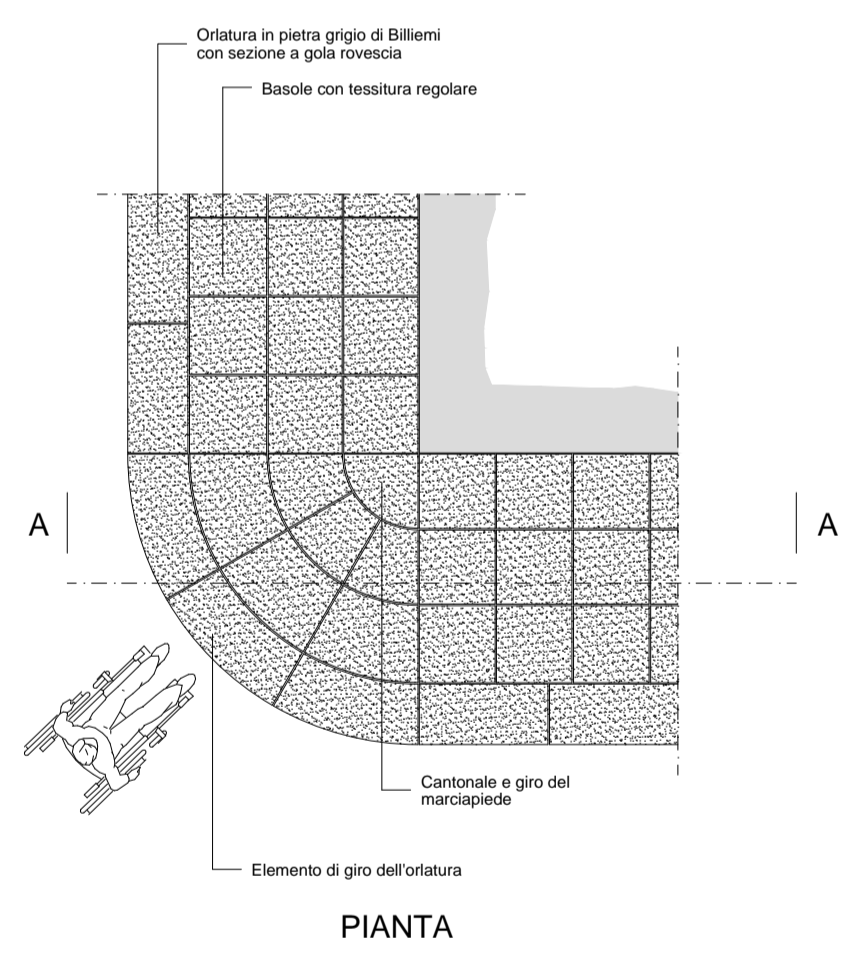 Orlatura in pietra grigio di Billiemi
con sezione a gola rovescia
Basole con tessitura regolare
A
A
Cantonale e giro del
marciapiede
Elemento di giro dell'orlatura
PIANTA